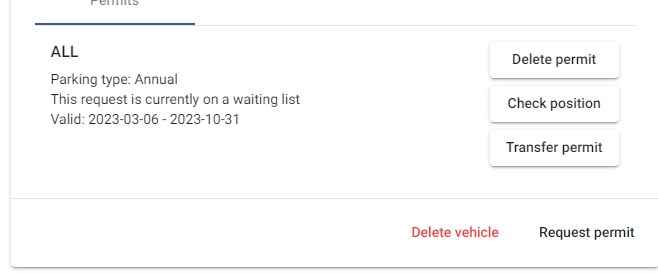 Permits
ALL
Parking type: Annual
This request is currently on a waiting list
Valid: 2023-03-06 - 2023-10-31
Delete permit
Check position
Transfer permit
Delete vehicle
Request permit